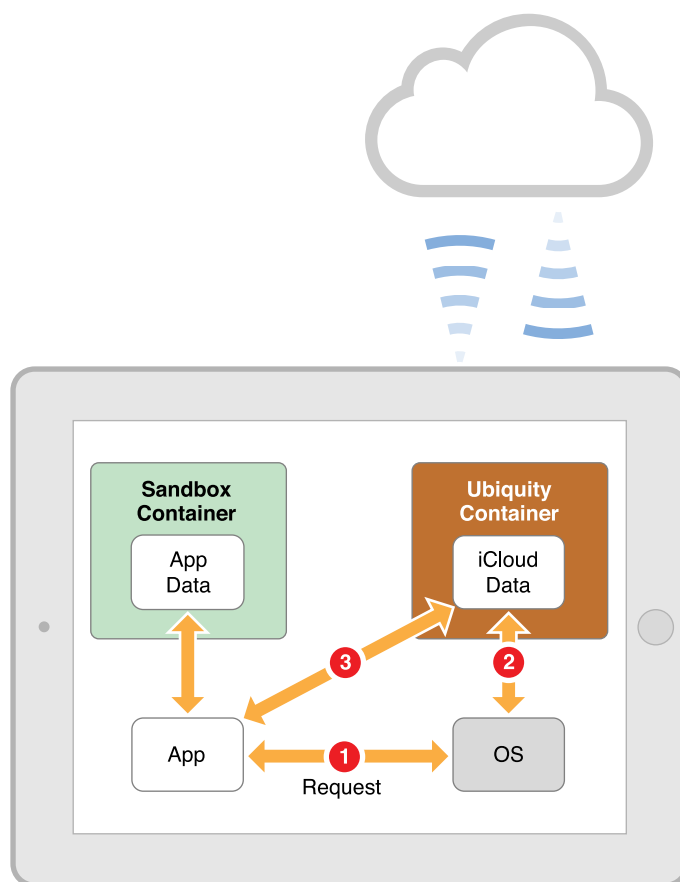 Sandbox
Container
App
Data
Ubiquity
Container
iCloud
Data
3
2
App
1
Request
OS